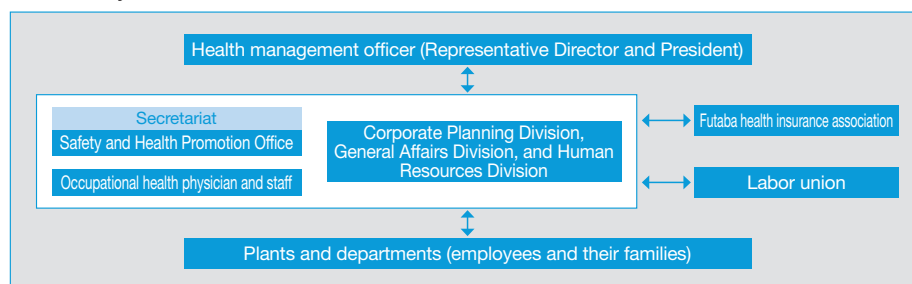 Health management officer (Representative Director and President)
Secretariat
Safety and Health Promotion Office
Occupational health physician and staff
Corporate Planning Division,
General Affairs Division, and Human
Resources Division
Futaba health insurance association
Labor union
Plants and departments (employees and their families)